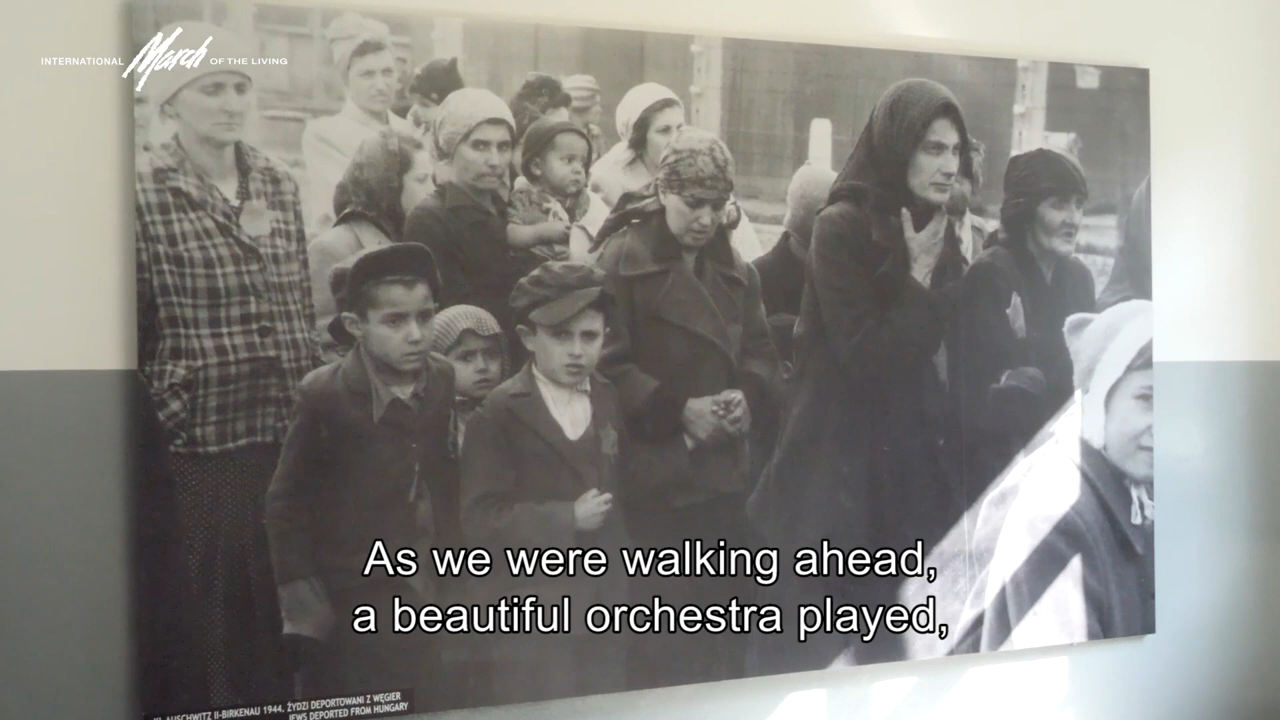 INTERNATIONAL March OF THE LIVING
As we were walking ahead,
a beautiful orchestra played,
AUSCHWITZ II-BIRKENAU 1944. ŻYDZI DEPORTOWANI Z WĘGIER
JEWS DEPORTED FROM HUNGARY